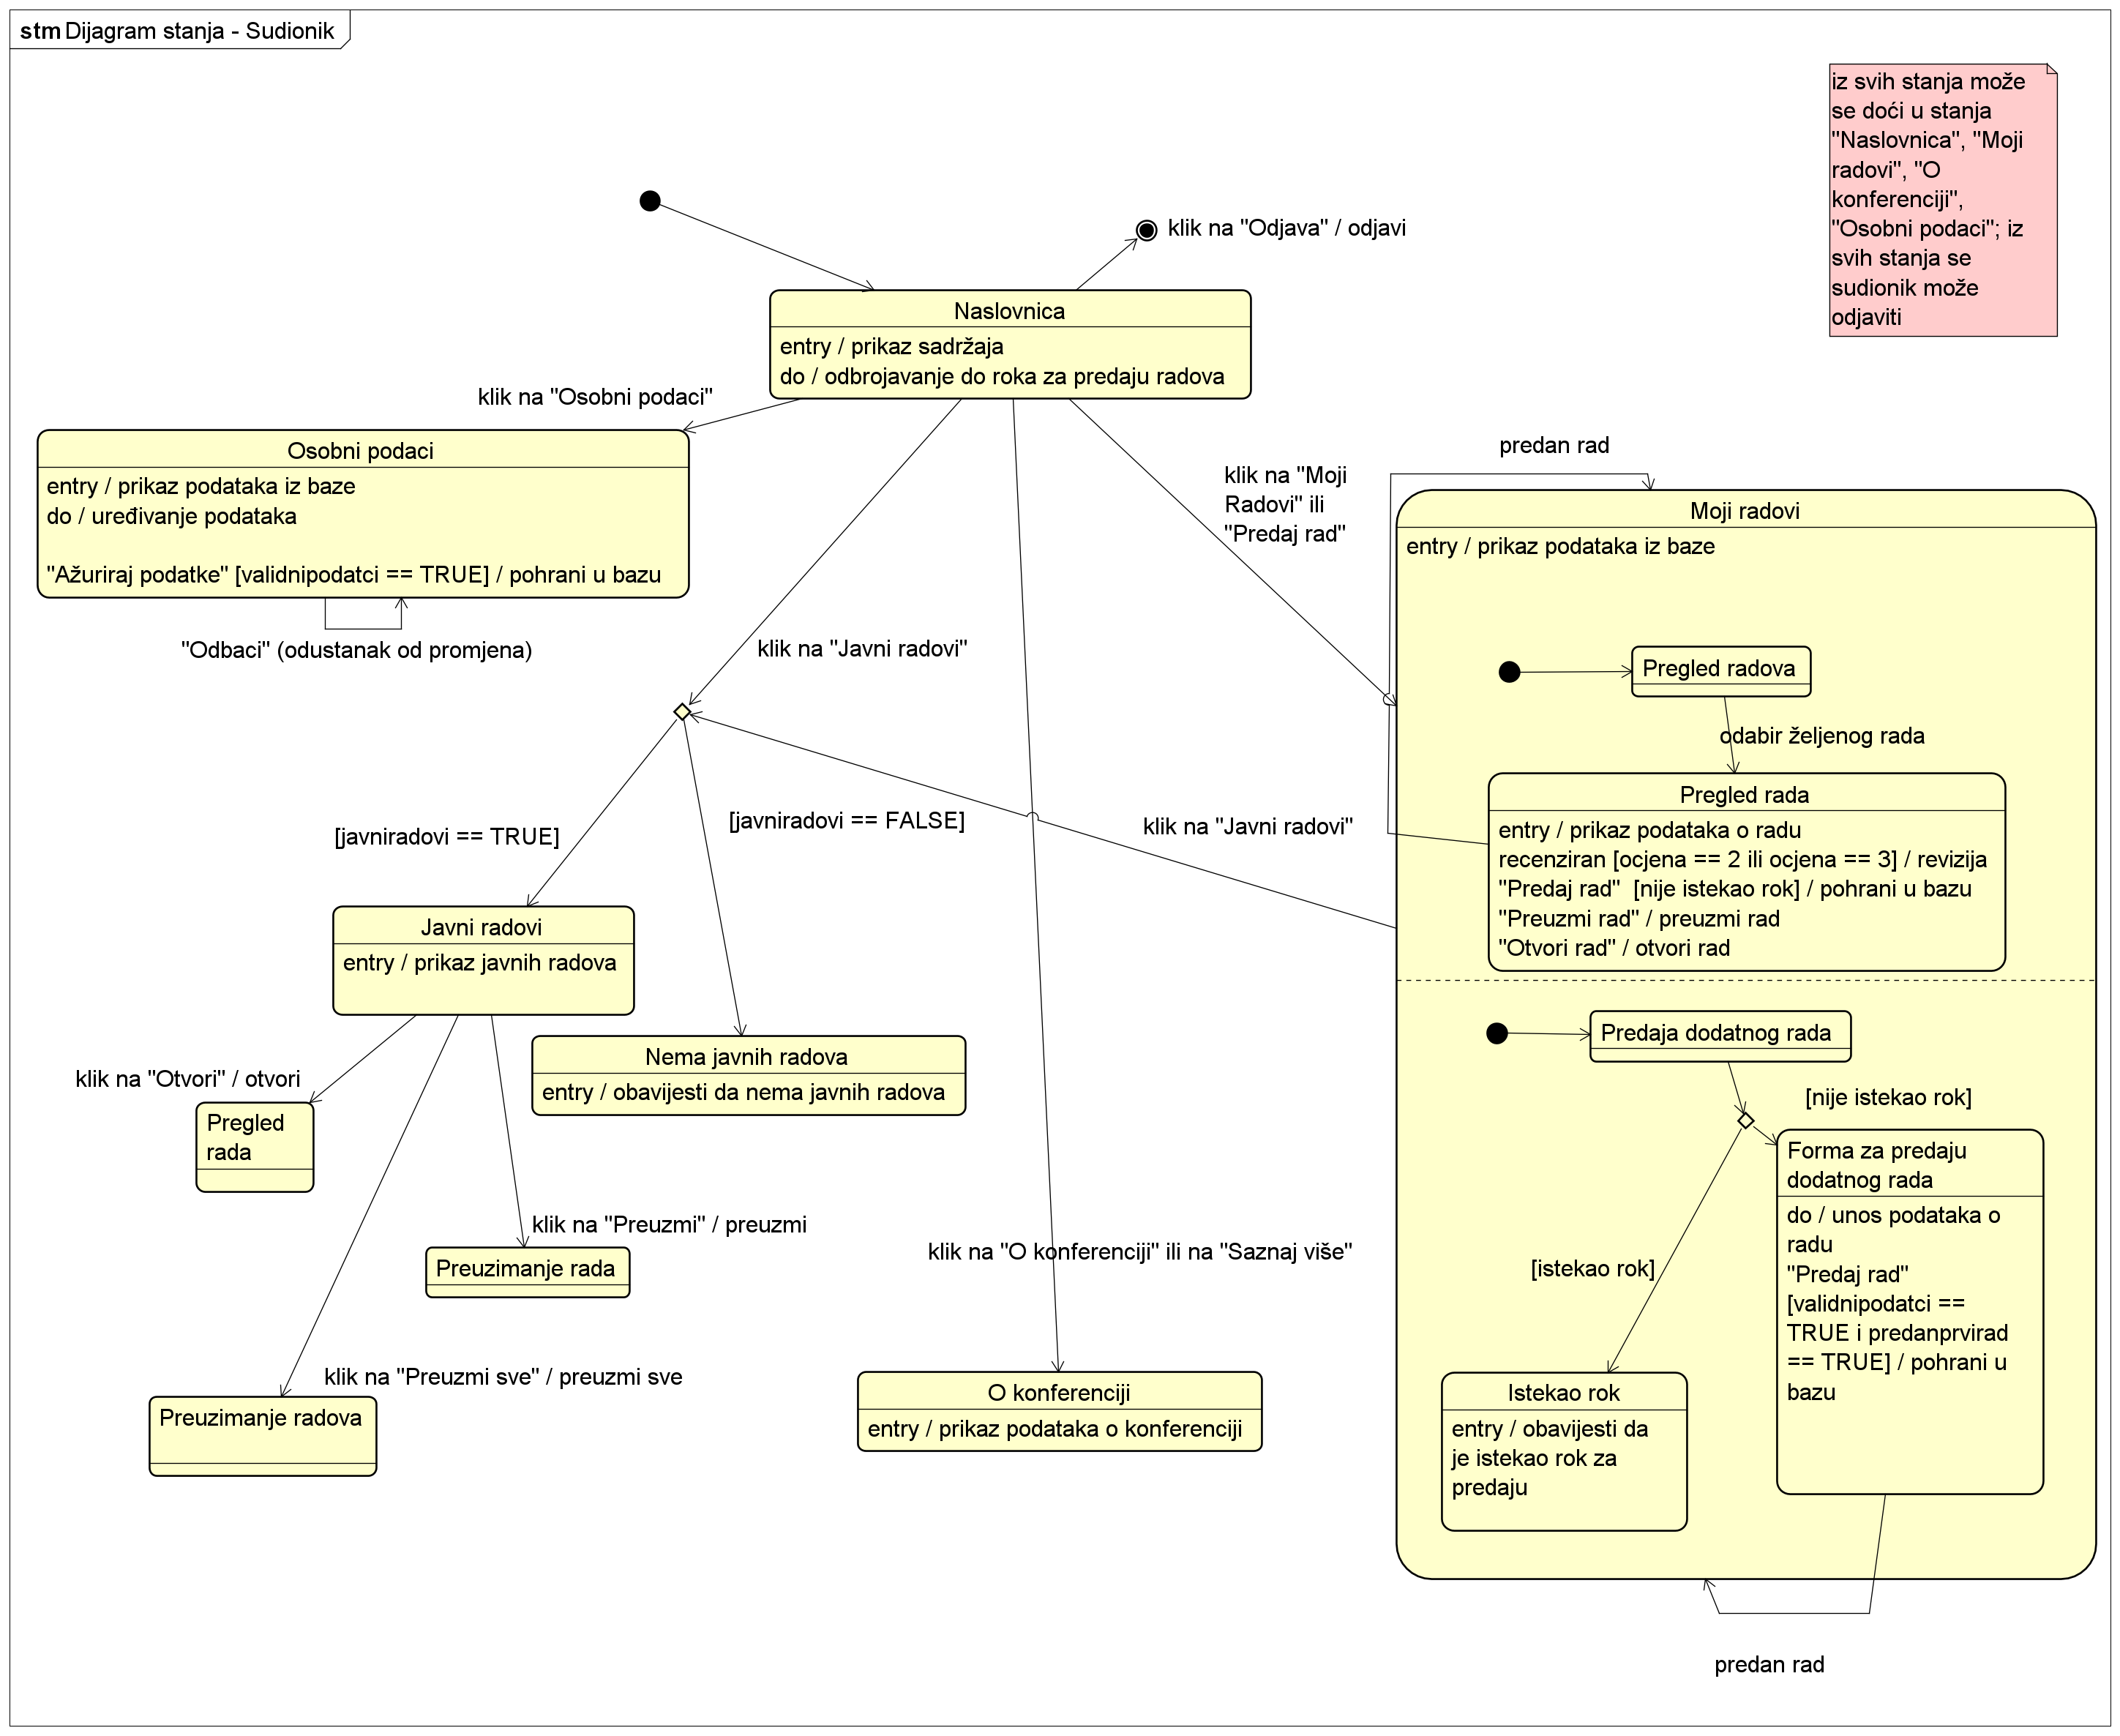 stm Dijagram stanja - Sudionik
iz svih stanja može
se doći u stanja
"Naslovnica", "Moji
radovi", "O
konferenciji",
"Osobni podaci"; iz
svih stanja se
sudionik može
odjaviti
klik na "Odjava" / odjavi
Naslovnica
entry / prikaz sadržaja
do / odbrojavanje do roka za predaju radova
klik na "Osobni podaci"
Osobni podaci
entry / prikaz podataka iz baze
do / uređivanje podataka
"Ažuriraj podatke" [validnipodatci == TRUE] / pohrani u bazu
"Odbaci" (odustanak od promjena)
klik na "Javni radovi"
klik na "Moji
Radovi" ili
"Predaj rad"
predan rad
Moji radovi
entry / prikaz podataka iz baze
Pregled radova
odabir željenog rada
Pregled rada
entry / prikaz podataka o radu
recenziran [ocjena == 2 ili ocjena == 3] / revizija
"Predaj rad"  [nije istekao rok] / pohrani u bazu
"Preuzmi rad" / preuzmi rad
"Otvori rad" / otvori rad
klik na "Javni radovi"
[javniradovi == TRUE]
[javniradovi == FALSE]
Javni radovi
entry / prikaz javnih radova
Nema javnih radova
entry / obavijesti da nema javnih radova
klik na "Otvori" / otvori
Pregled
rada
klik na "Preuzmi" / preuzmi
Preuzimanje rada
klik na "Preuzmi sve" / preuzmi sve
Preuzimanje radova
klik na "O konferenciji" ili na "Saznaj više"
O konferenciji
entry / prikaz podataka o konferenciji
Predaja dodatnog rada
[nije istekao rok]
Forma za predaju
dodatnog rada
do / unos podataka o
radu
"Predaj rad"
[validnipodatci ==
TRUE i predanprvirad
== TRUE] / pohrani u
bazu
[istekao rok]
Istekao rok
entry / obavijesti da
je istekao rok za
predaju
predan rad